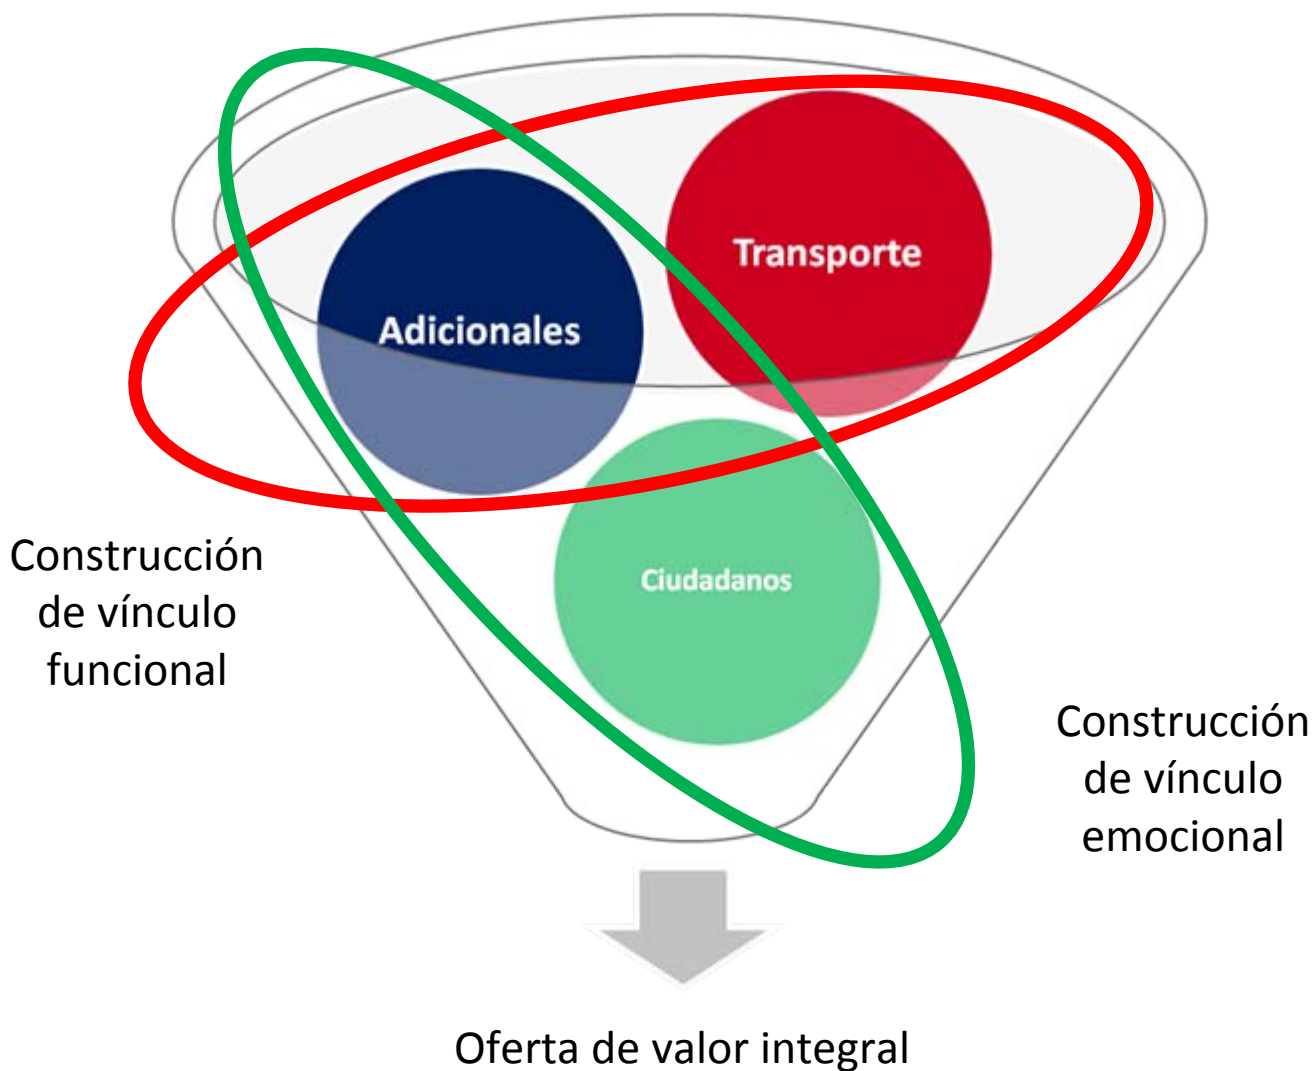 Transporte
Adicionales
Ciudadanos
Construcción
de vínculo
funcional
Construcción
de vínculo
emocional
Oferta de valor integral